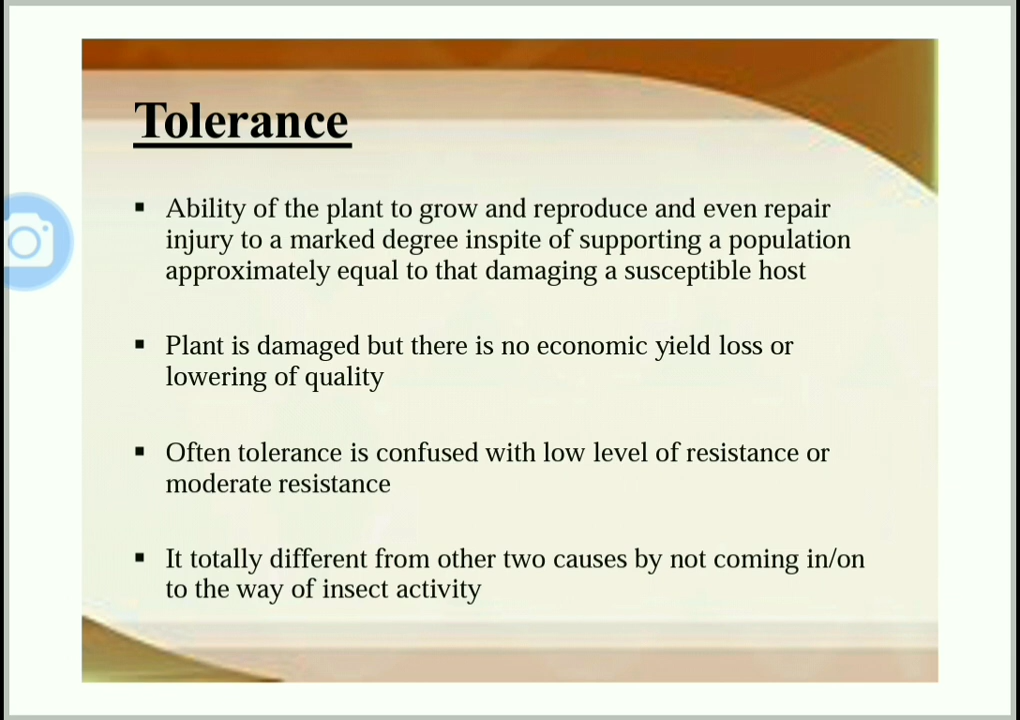 Tolerance
▪ Ability of the plant to grow and reproduce and even repair
injury to a marked degree inspite of supporting a population
approximately equal to that damaging a susceptible host
▪ Plant is damaged but there is no economic yield loss or
lowering of quality
▪ Often tolerance is confused with low level of resistance or
moderate resistance
▪ It totally different from other two causes by not coming in/on
to the way of insect activity